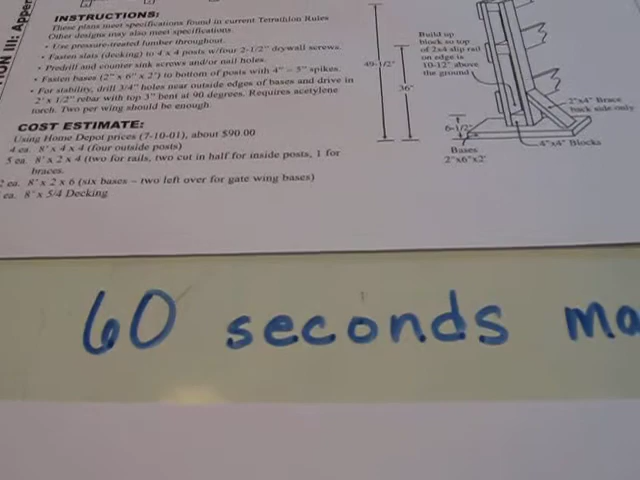 INSTRUCTIONS:
These plans meet specifications found in current Terrathlon Rules
Other designs may also meet specifications.
• Use pressure-treated lumber throughout.
• Fasten slats (decking) to 4 x 4 posts w/four 2-1/2" drywall screws.
• Predrill and counter sink screws and/or nail holes.
• Fasten bases (2" x 6" x 2') to bottom of posts with 4" – 5" spikes.
• For stability, drill 3/4" holes near outside edges of bases and drive in
2' x 1/2" rebar with top 3" bent at 90 degrees. Requires acetylene
torch. Two per wing should be enough.
COST ESTIMATE:
Using Home Depot prices (7-10-01), about $90.00
4 ea. 8' x 4 x 4 (four outside posts)
5 ea. 8' x 2 x 4 (two for rails, two cut in half for inside posts, 1 for
braces.
2 ea. 8' x 2 x 6 (six bases – two left over for gate wing bases)
ea. 8' x 5/4 Decking
III: Appen
49-1/2"
36"
Build up
block so top
of 2x4 slip rail
on edge is
10-12" above
the ground
6-1/2"
Bases
2"x6"x2'
2"x4" Brace
back side only
4"x4" Blocks
60 seconds ma